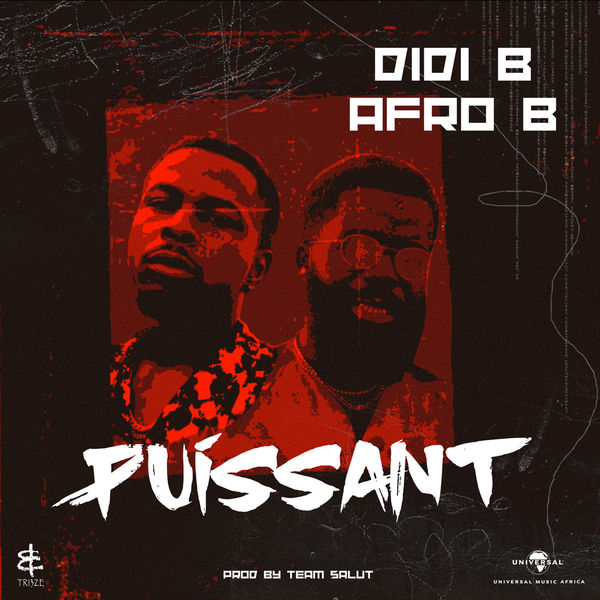 DIDI B
AFRO B
PUISSANT
TRI3ZE
PROD BY TEAM SALUT
UNIVERSAL
UNIVERSAL MUSIC AFRICA